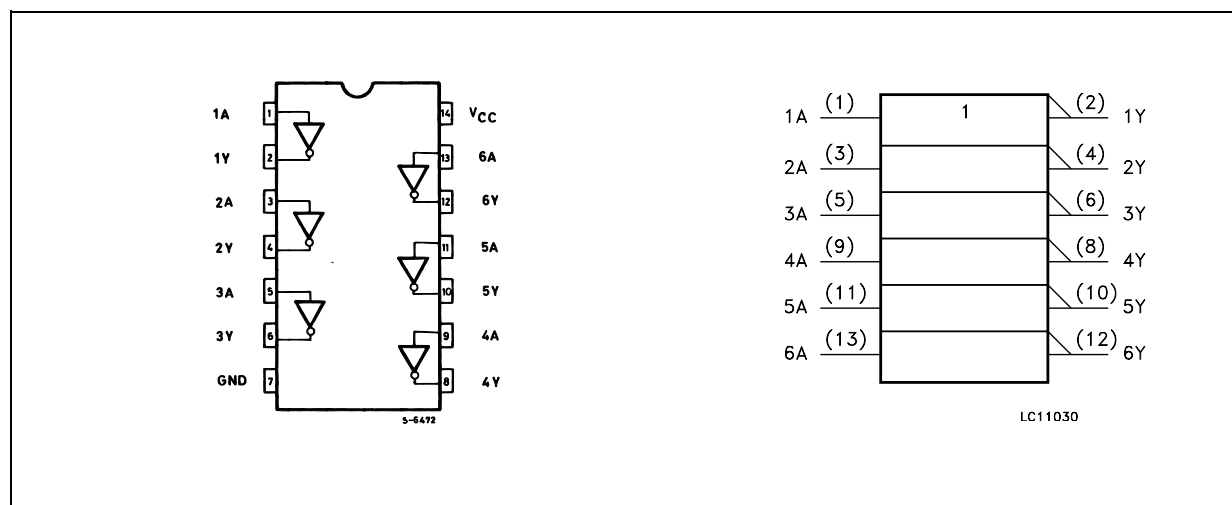 1A 1 14 VCC
1Y 2 13 6A
12 6Y
2A 3
2Y 4 11 5A
3A 5 10 5Y
3Y 6 9 4A
GND 7 8 4Y
S-6472
1A (1) 1 (2) 1Y
2A (3) (4) 2Y
3A (5) (6) 3Y
4A (9) (8) 4Y
5A (11) (10) 5Y
6A (13) (12) 6Y
LC11030